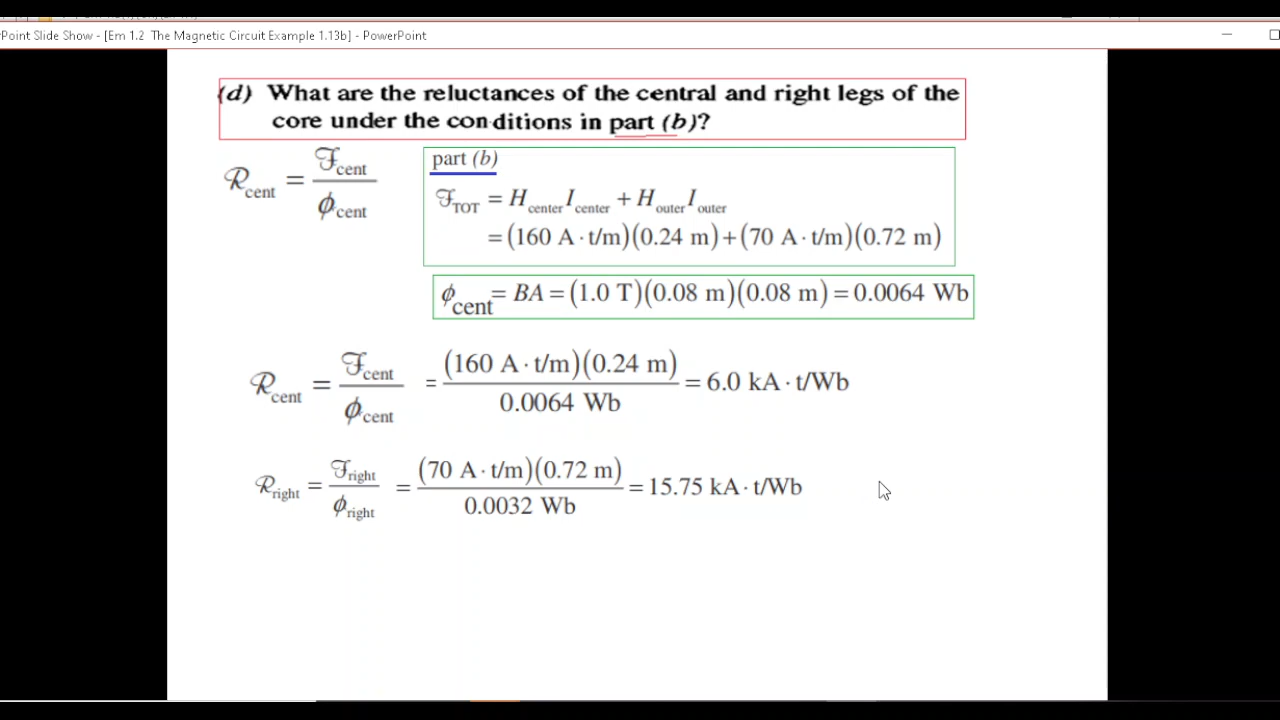 PointSlide Show - [Em 1.2 The Magnetic Circuit Example 1.13b] - PowerPoint
(d) What are the reluctances of the central and right legs of the
core under the conditions in part (b)?
ℛcent = ℱcent / ϕcent
part (b)
ℱTOT = Hcenter Icenter + Houter Iouter
= (160 A · t/m)(0.24 m) + (70 A · t/m)(0.72 m)
ϕcent = BA = (1.0 T)(0.08 m)(0.08 m) = 0.0064 Wb
ℛcent = ℱcent / ϕcent = (160 A · t/m)(0.24 m) / 0.0064 Wb = 6.0 kA · t/Wb
ℛright = ℱright / ϕright = (70 A · t/m)(0.72 m) / 0.0032 Wb = 15.75 kA · t/Wb